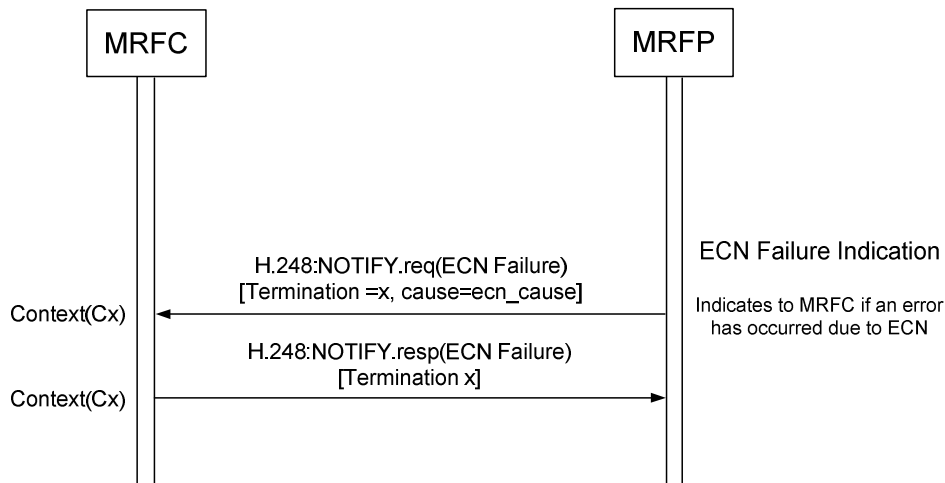 MRFC
MRFP
ECN Failure Indication
H.248:NOTIFY.req(ECN Failure)
[Termination =x, cause=ecn_cause]
Indicates to MRFC if an error
has occurred due to ECN
Context(Cx)
H.248:NOTIFY.resp(ECN Failure)
[Termination x]
Context(Cx)